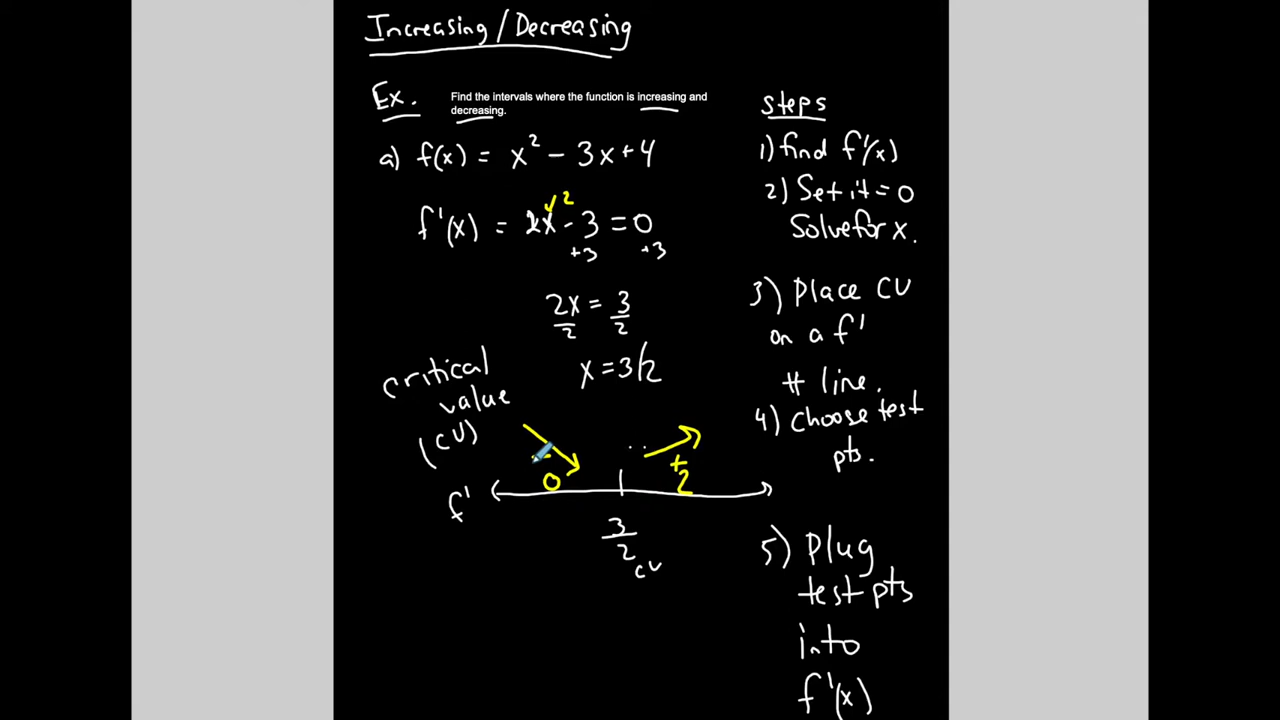 Increasing/Decreasing
Ex.
Find the intervals where the function is increasing and
decreasing.
a) f(x) = x² - 3x+4
f'(x) = 2x - 3 = 0
2
+3 +3
2x = 3
2 2
x = 3/2
critical
value
(CV)
- +
0 2
f'
3
2
CV
steps
1) find f'(x)
2) Set it = 0
Solve for x.
3) Place CV
on a f'
# line.
4) Choose test
pts.
5) Plug
test pts
into
f'(x)